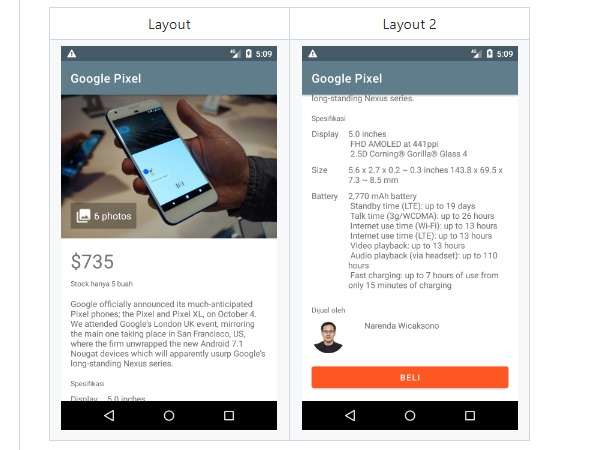 Layout
Layout 2
5:09
Google Pixel
6 photos
$735
Stock hanya 5 buah
Google officially announced its much-anticipated
Pixel phones; the Pixel and Pixel XL, on October 4.
We attended Google's London UK event, mirroring
the main one taking place in San Francisco, US,
where the firm unwrapped the new Android 7.1
Nougat devices which will apparently usurp Google's
long-standing Nexus series.
Spesifikasi
Display 5.0 inches
5:09
Google Pixel
long-standing Nexus series.
Spesifikasi
Display 5.0 inches
FHD AMOLED at 441ppi
2.5D Corning® Gorilla® Glass 4
Size 5.6 x 2.7 x 0.2 ~ 0.3 inches 143.8 x 69.5 x
7.3 ~ 8.5 mm
Battery 2,770 mAh battery
Standby time (LTE): up to 19 days
Talk time (3g/WCDMA): up to 26 hours
Internet use time (Wi-Fi): up to 13 hours
Internet use time (LTE): up to 13 hours
Video playback: up to 13 hours
Audio playback (via headset): up to 110
hours
Fast charging: up to 7 hours of use from
only 15 minutes of charging
Dijual oleh
Narenda Wicaksono
BELI